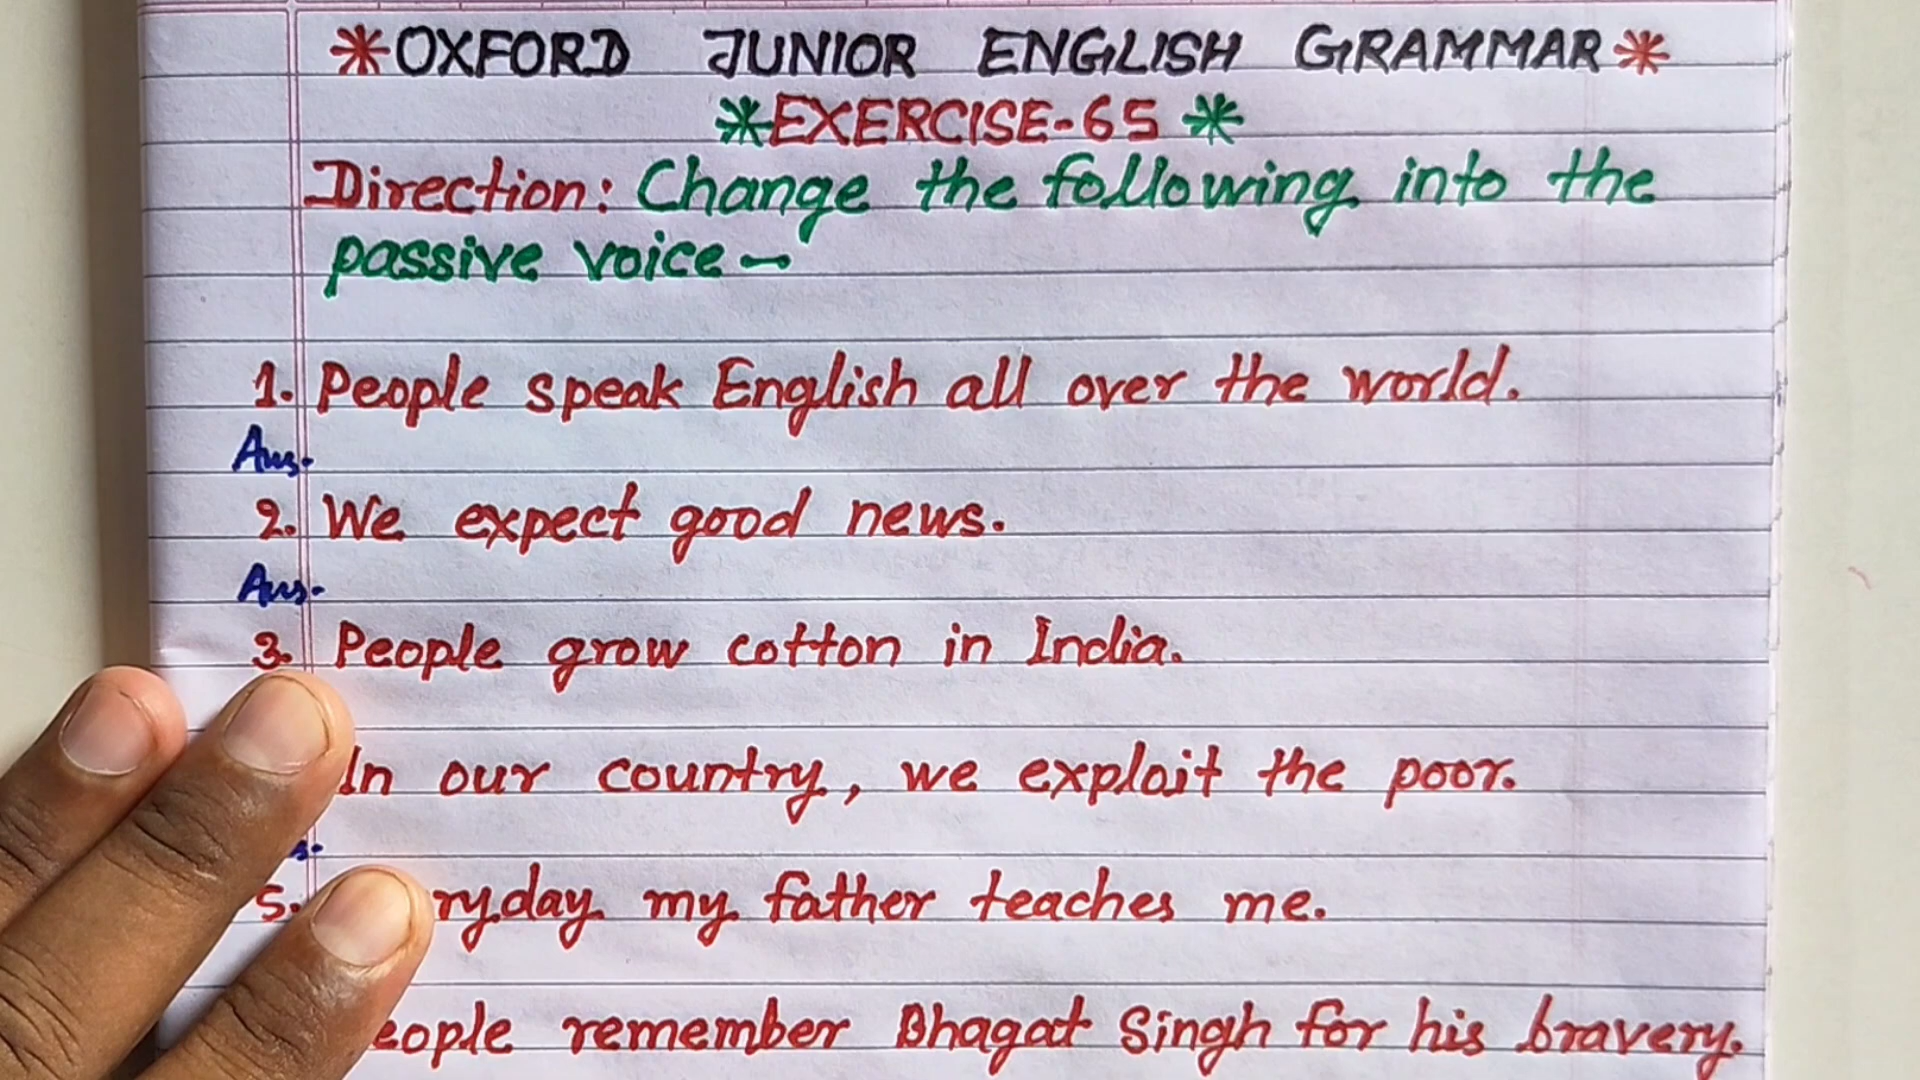 *OXFORD JUNIOR ENGLISH GRAMMAR*
*EXERCISE-65*
Direction: Change the following into the
passive voice-
1. People speak English all over the world.
Ans.
2. We expect good news.
Ans.
3. People grow cotton in India.
In our country, we exploit the poor.
s.
5. ryday my father teaches me.
eople remember Bhagat Singh for his bravery.